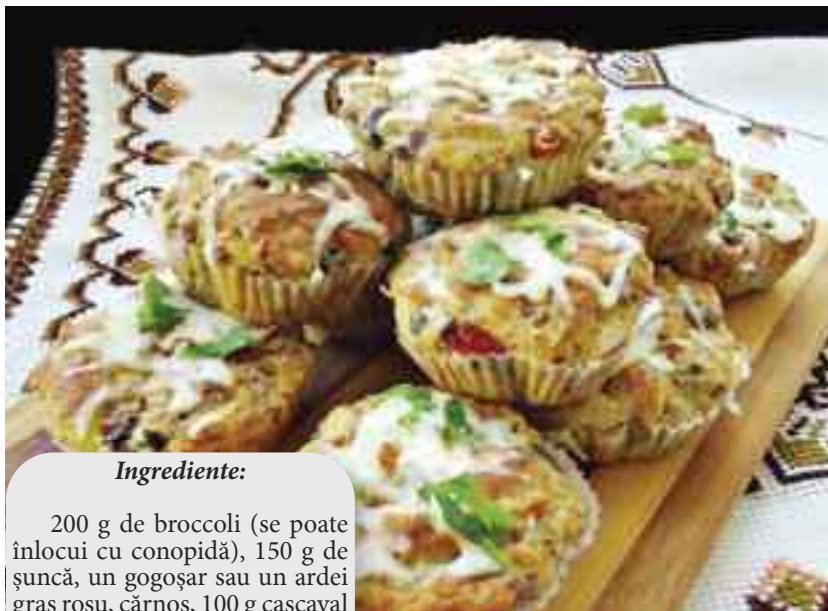 Ingrediente:
200 g de broccoli (se poate
înlocui cu conopidă), 150 g de
șuncă, un gogoșar sau un ardei
gras roșu, cărnos, 100 g cașcaval